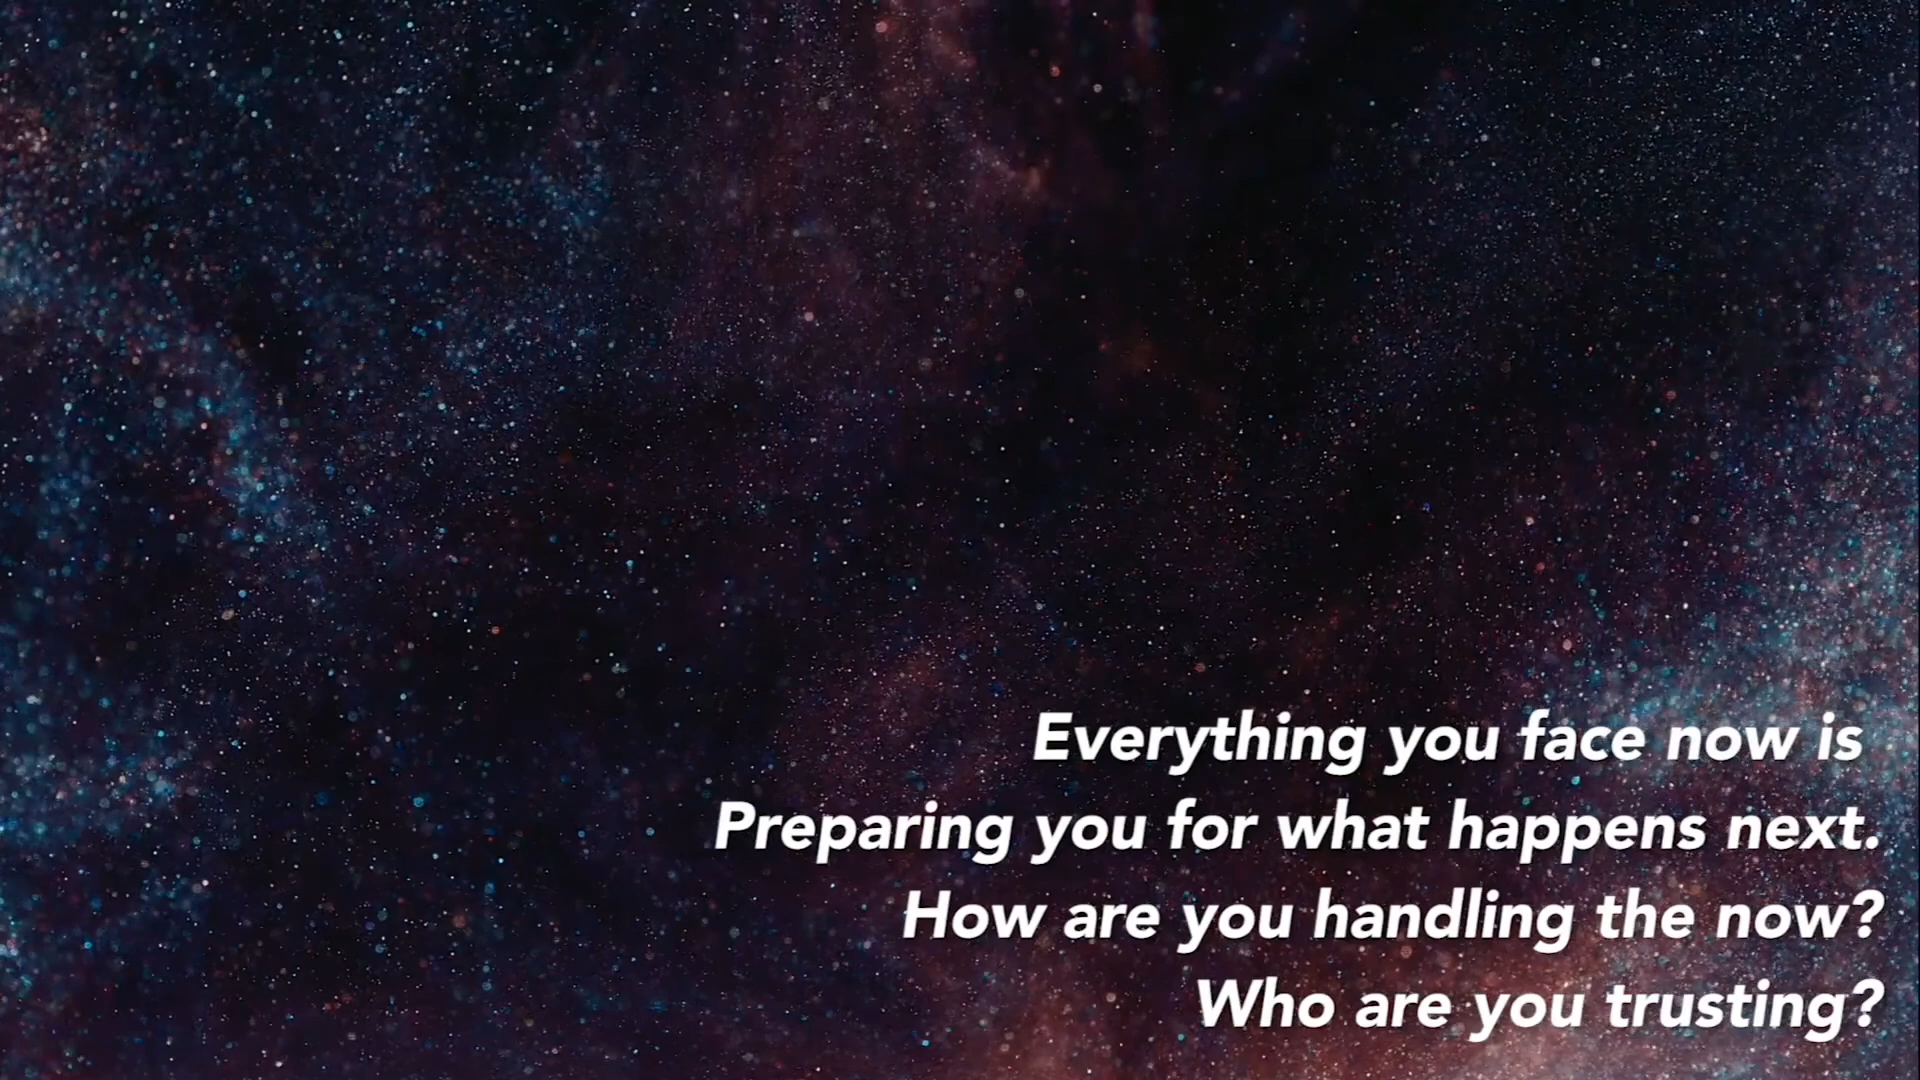 Everything you face now is
Preparing you for what happens next.
How are you handling the now?
Who are you trusting?